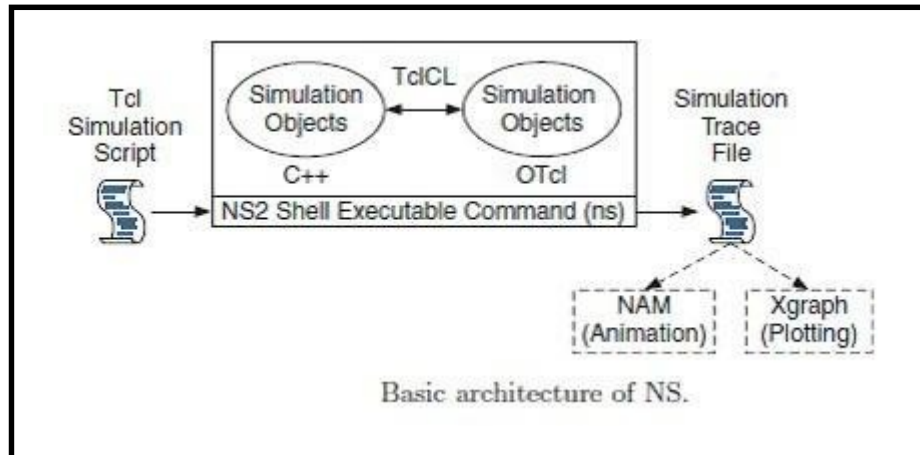 Tcl
Simulation
Script
Simulation
Objects
C++
TclCL
Simulation
Objects
OTcl
NS2 Shell Executable Command (ns)
Simulation
Trace
File
NAM
(Animation)
Xgraph
(Plotting)
Basic architecture of NS.